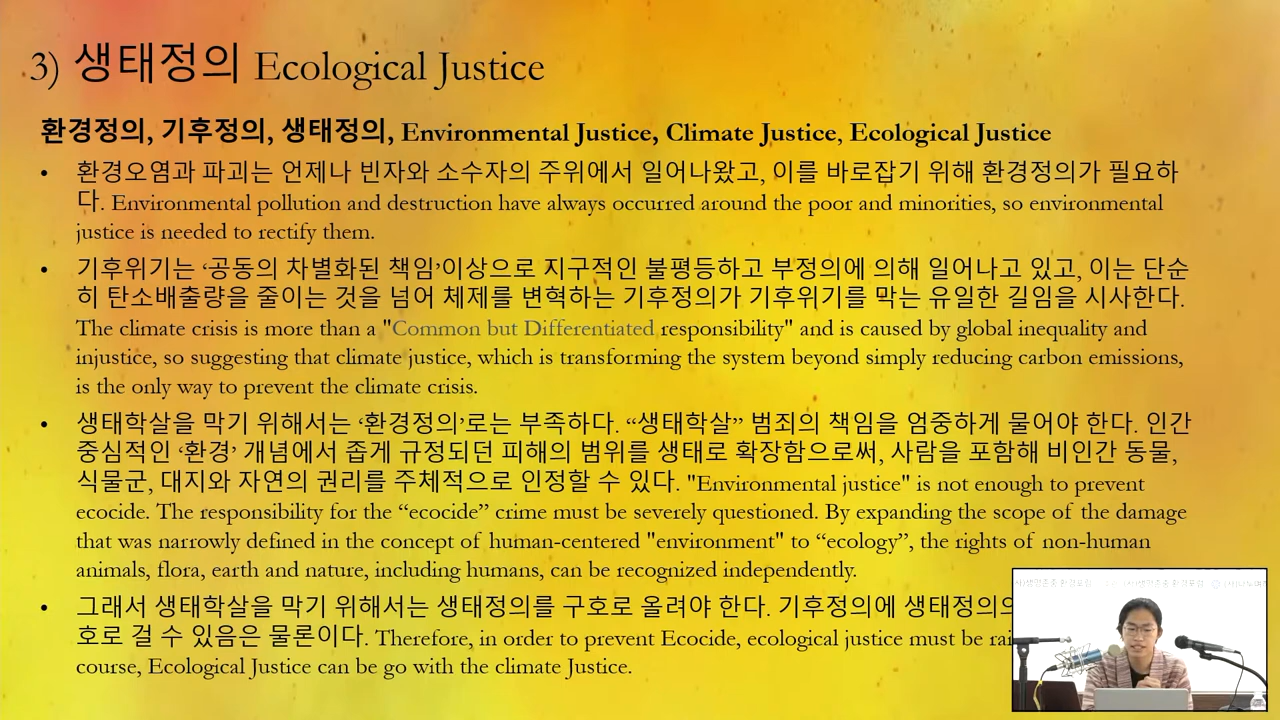 3) 생태정의 Ecological Justice
환경정의, 기후정의, 생태정의, Environmental Justice, Climate Justice, Ecological Justice
• 환경오염과 파괴는 언제나 빈자와 소수자의 주위에서 일어나왔고, 이를 바로잡기 위해 환경정의가 필요하
다. Environmental pollution and destruction have always occurred around the poor and minorities, so environmental
justice is needed to rectify them.
• 기후위기는 ‘공동의 차별화된 책임’이상으로 지구적인 불평등하고 부정의에 의해 일어나고 있고, 이는 단순
히 탄소배출량을 줄이는 것을 넘어 체제를 변혁하는 기후정의가 기후위기를 막는 유일한 길임을 시사한다.
The climate crisis is more than a "Common but Differentiated responsibility" and is caused by global inequality and
injustice, so suggesting that climate justice, which is transforming the system beyond simply reducing carbon emissions,
is the only way to prevent the climate crisis.
• 생태학살을 막기 위해서는 ‘환경정의’로는 부족하다. “생태학살” 범죄의 책임을 엄중하게 물어야 한다. 인간
중심적인 ‘환경’ 개념에서 좁게 규정되던 피해의 범위를 생태로 확장함으로써, 사람을 포함해 비인간 동물,
식물군, 대지와 자연의 권리를 주체적으로 인정할 수 있다. "Environmental justice" is not enough to prevent
ecocide. The responsibility for the “ecocide” crime must be severely questioned. By expanding the scope of the damage
that was narrowly defined in the concept of human-centered "environment" to “ecology”, the rights of non-human
animals, flora, earth and nature, including humans, can be recognized independently.
• 그래서 생태학살을 막기 위해서는 생태정의를 구호로 올려야 한다. 기후정의에 생태정의
호로 걸 수 있음은 물론이다. Therefore, in order to prevent Ecocide, ecological justice must be
course, Ecological Justice can be go with the climate Justice.